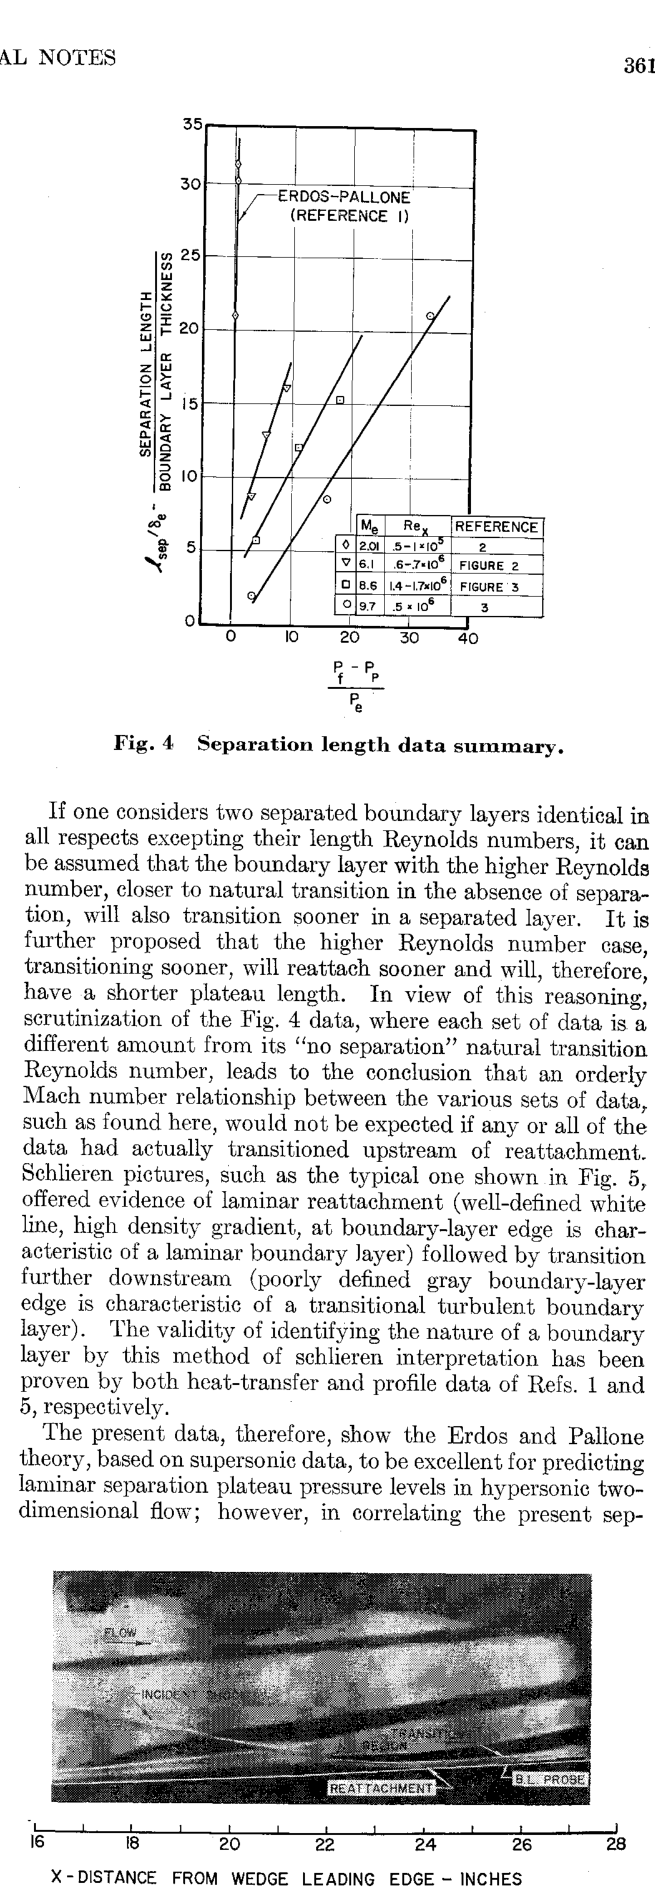 AL NOTES
361
35
30
25
20
15
10
5
0
ERDOS-PALLONE
(REFERENCE 1)
SEPARATION LENGTH
BOUNDARY LAYER THICKNESS
ℓsep/δe -
Me Rex REFERENCE
◇ 2.01 .5-1×10⁵ 2
▽ 6.1 .6-.7×10⁶ FIGURE 2
□ 8.6 1.4-1.7×10⁶ FIGURE 3
○ 9.7 .5 × 10⁶ 3
0 10 20 30 40
Pf - Pp
Pe
Fig. 4 Separation length data summary.
If one considers two separated boundary layers identical in
all respects excepting their length Reynolds numbers, it can
be assumed that the boundary layer with the higher Reynolds
number, closer to natural transition in the absence of separa-
tion, will also transition sooner in a separated layer. It is
further proposed that the higher Reynolds number case,
transitioning sooner, will reattach sooner and will, therefore,
have a shorter plateau length. In view of this reasoning,
scrutinization of the Fig. 4 data, where each set of data is a
different amount from its "no separation" natural transition
Reynolds number, leads to the conclusion that an orderly
Mach number relationship between the various sets of data,
such as found here, would not be expected if any or all of the
data had actually transitioned upstream of reattachment.
Schlieren pictures, such as the typical one shown in Fig. 5,
offered evidence of laminar reattachment (well-defined white
line, high density gradient, at boundary-layer edge is char-
acteristic of a laminar boundary layer) followed by transition
further downstream (poorly defined gray boundary-layer
edge is characteristic of a transitional turbulent boundary
layer). The validity of identifying the nature of a boundary
layer by this method of schlieren interpretation has been
proven by both heat-transfer and profile data of Refs. 1 and
5, respectively.
The present data, therefore, show the Erdos and Pallone
theory, based on supersonic data, to be excellent for predicting
laminar separation plateau pressure levels in hypersonic two-
dimensional flow; however, in correlating the present sep-
FLOW
INCIDENT SHOCK
TRANSITION
REGION
REATTACHMENT
B.L. PROBE
16 18 20 22 24 26 28
X-DISTANCE FROM WEDGE LEADING EDGE - INCHES